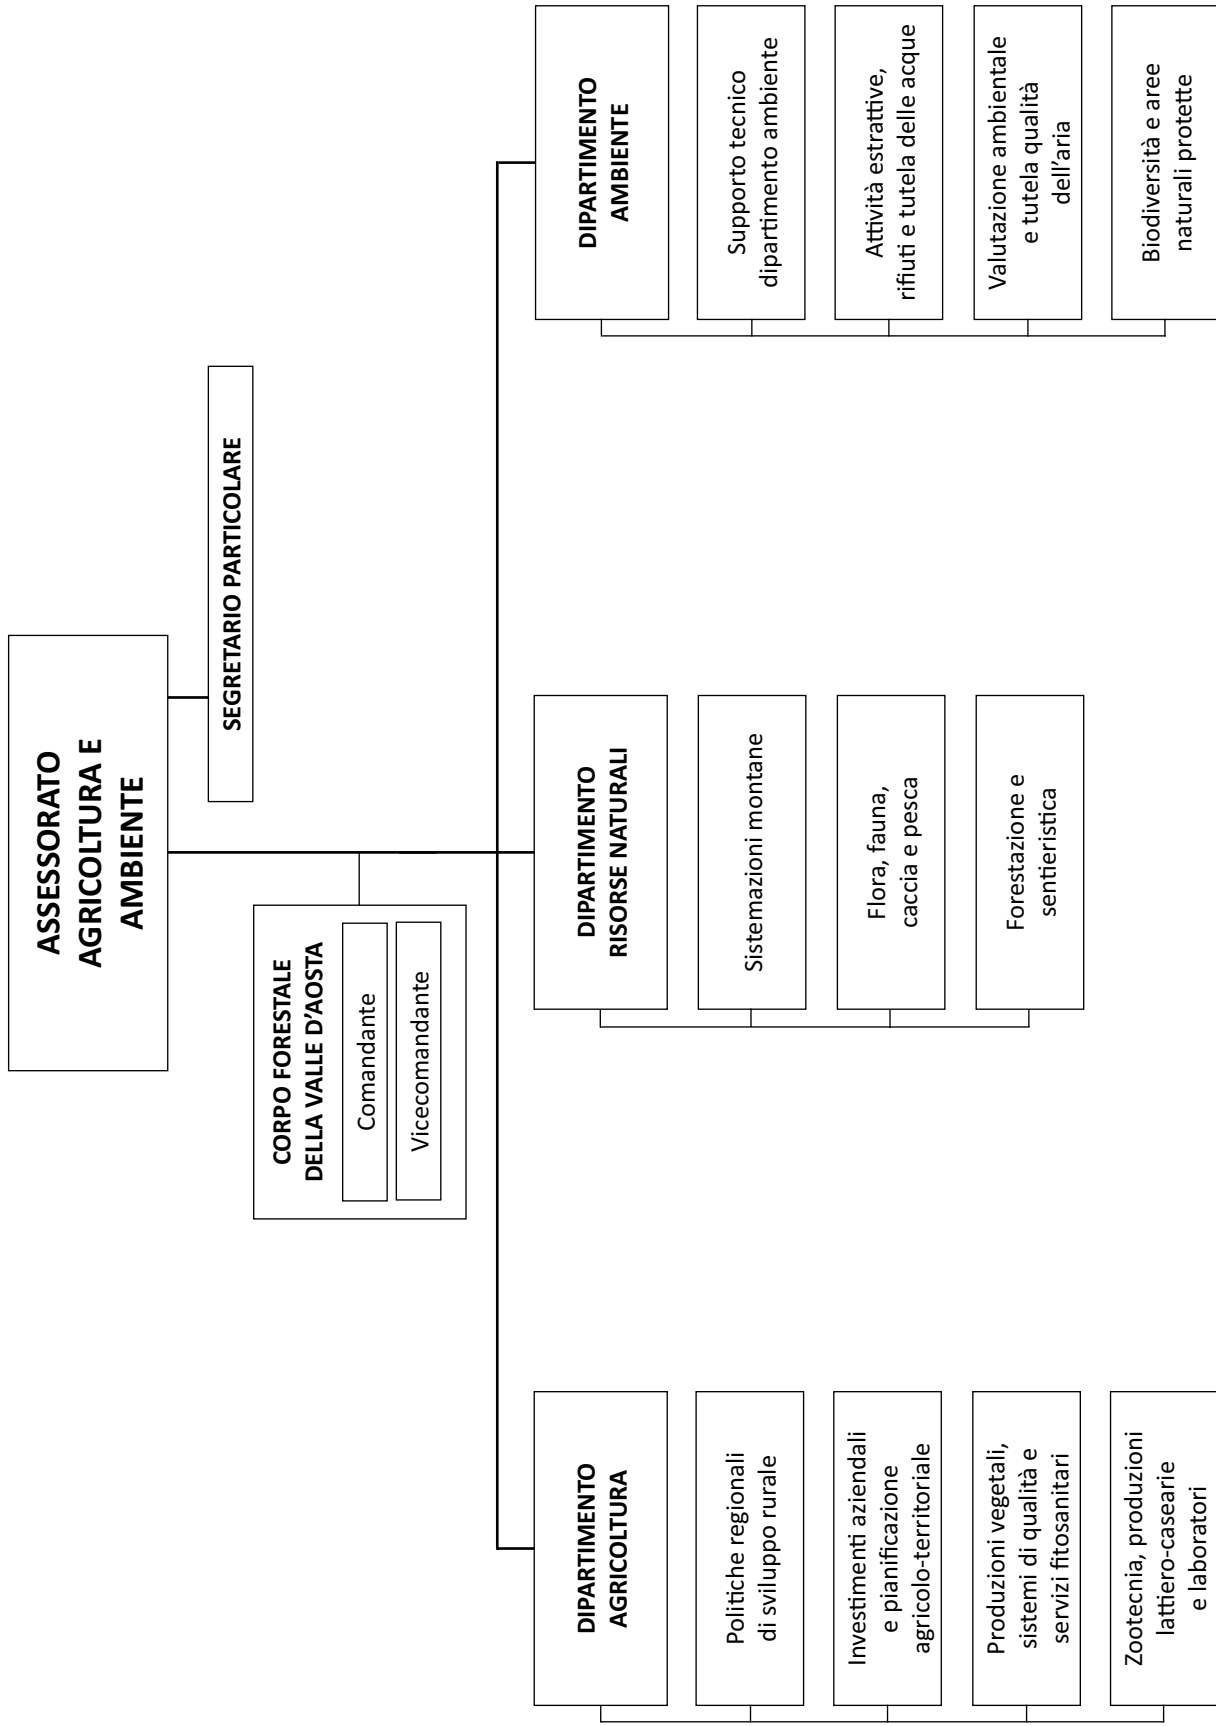 ASSESSORATO
AGRICOLTURA E
AMBIENTE
SEGRETARIO PARTICOLARE
CORPO FORESTALE
DELLA VALLE D'AOSTA
Comandante
Vicecomandante
DIPARTIMENTO
AGRICOLTURA
Politiche regionali
di sviluppo rurale
Investimenti aziendali
e pianificazione
agricolo-territoriale
Produzioni vegetali,
sistemi di qualità e
servizi fitosanitari
Zootecnia, produzioni
lattiero-casearie
e laboratori
DIPARTIMENTO
RISORSE NATURALI
Sistemazioni montane
Flora, fauna,
caccia e pesca
Forestazione e
sentieristica
DIPARTIMENTO
AMBIENTE
Supporto tecnico
dipartimento ambiente
Attività estrattive,
rifiuti e tutela delle acque
Valutazione ambientale
e tutela qualità
dell’aria
Biodiversità e aree
naturali protette